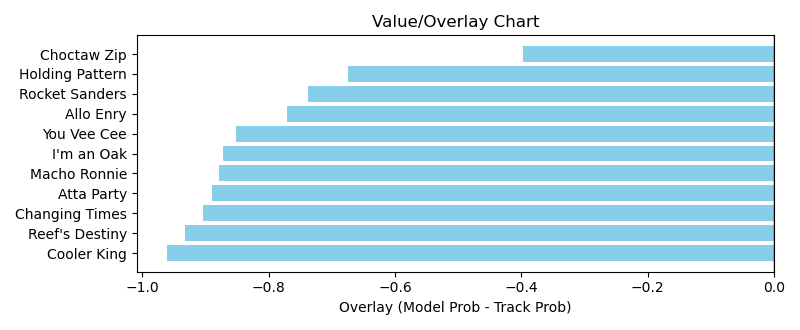 Value/Overlay Chart
Choctaw Zip
Holding Pattern
Rocket Sanders
Allo Enry
You Vee Cee
I'm an Oak
Macho Ronnie
Atta Party
Changing Times
Reef's Destiny
Cooler King
−1.0 −0.8 −0.6 −0.4 −0.2 0.0
Overlay (Model Prob - Track Prob)